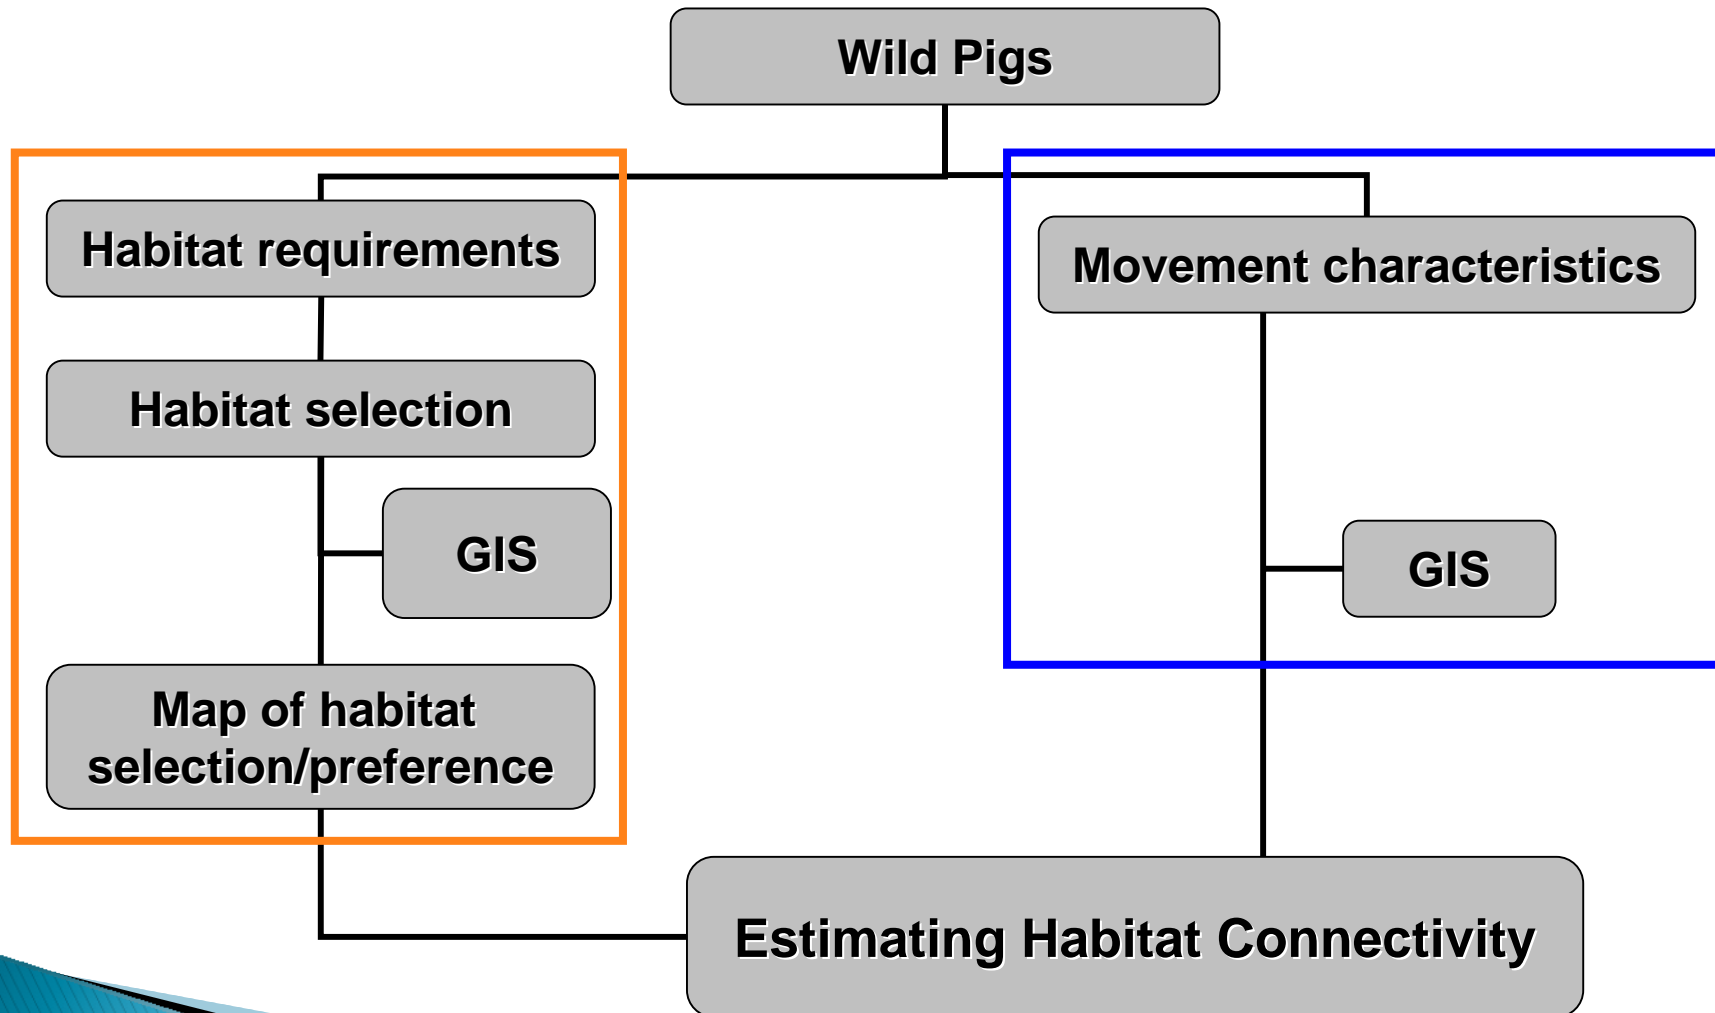 Wild Pigs
Habitat requirements
Habitat selection
GIS
Map of habitat
selection/preference
Movement characteristics
GIS
Estimating Habitat Connectivity